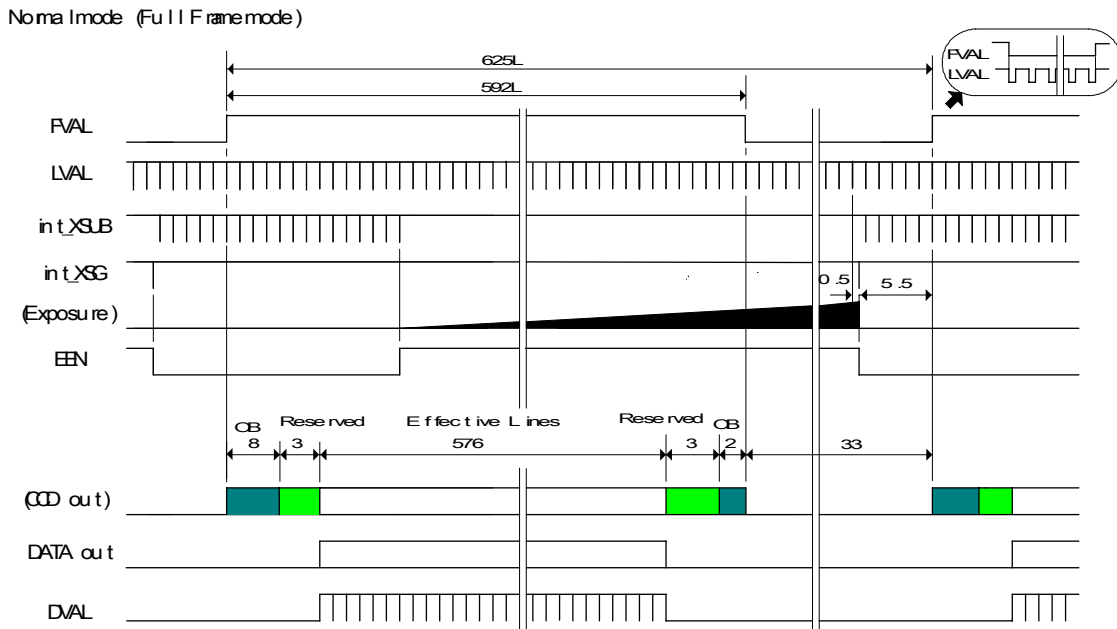 Normal mode (Full Frame mode)
625L
592L
FVAL
LVAL
FVAL
LVAL
int_XSUB
int_XSG
0.5
5.5
(Exposure)
EEN
OB
Reserved
Effective Lines
Reserved
OB
8
3
576
3
2
33
(CCD out)
DATA out
DVAL